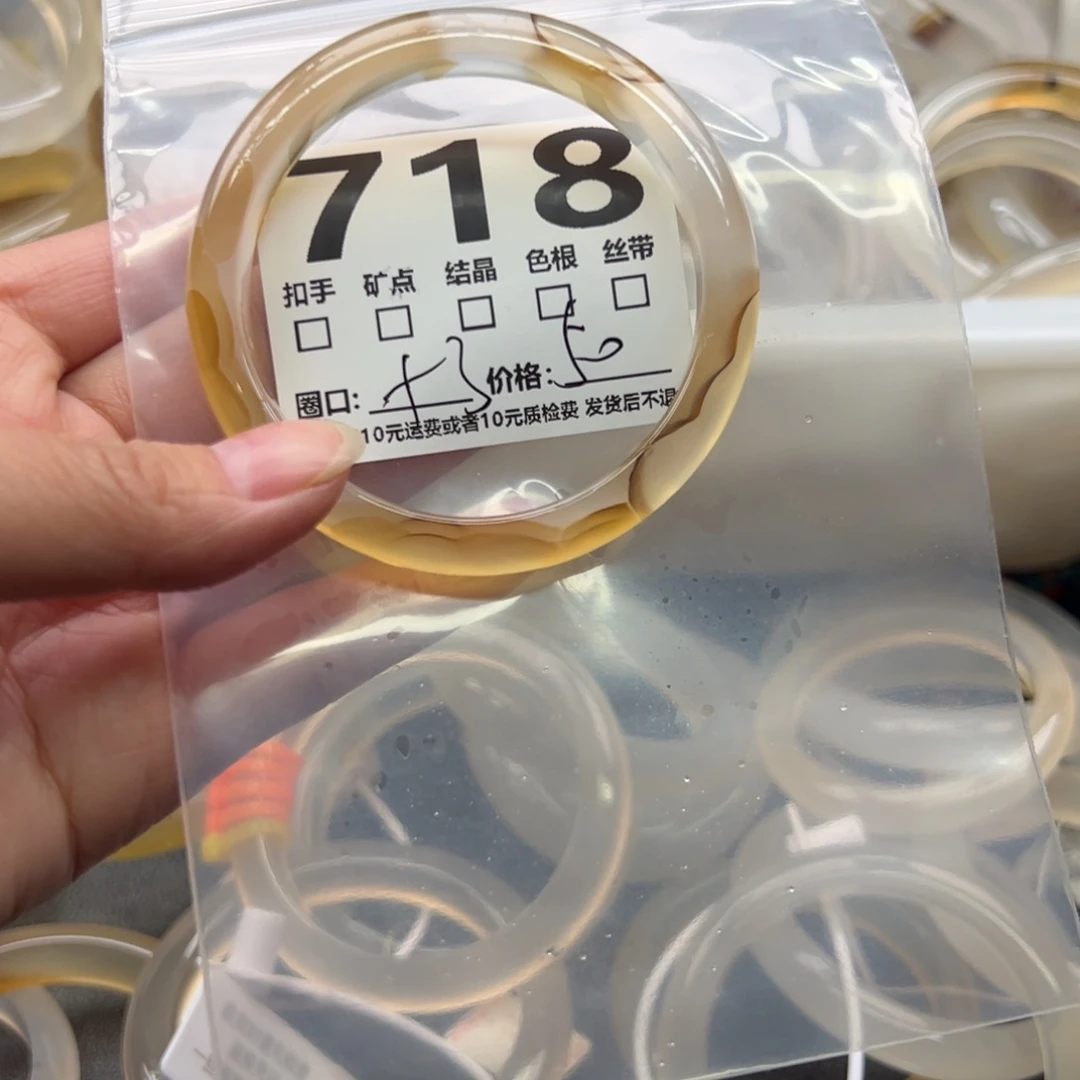 718
扣手 矿点 结晶 色根 丝带
圈口: 价格:
10元运费或者10元质检费 发货后不退